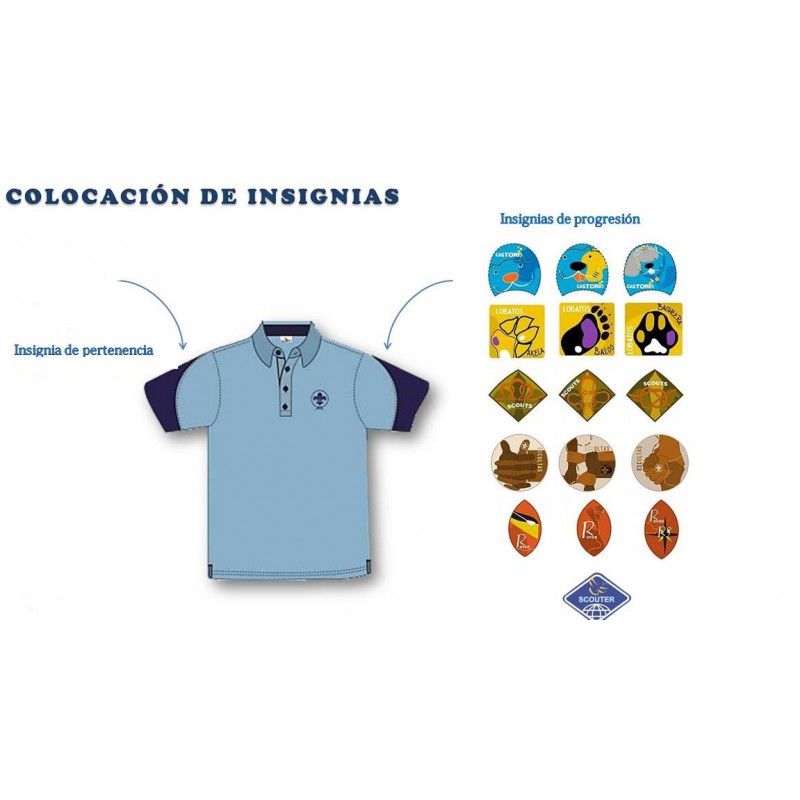 COLOCACIÓN DE INSIGNIAS
Insignias de progresión
Insignia de pertenencia
CASTORES
CASTORES
CASTORES
LOBATOS
AKELA
LOBATOS
BALOO
LOBATOS
BAGHEERA
SCOUTS
SCOUTS
SCOUTS
ESCULTAS
ESCULTAS
ESCULTAS
SCOUTER